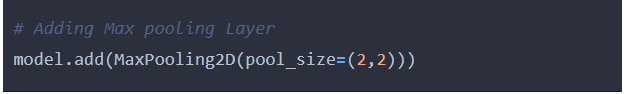 # Adding Max pooling Layer
model.add(MaxPooling2D(pool_size=(2,2)))